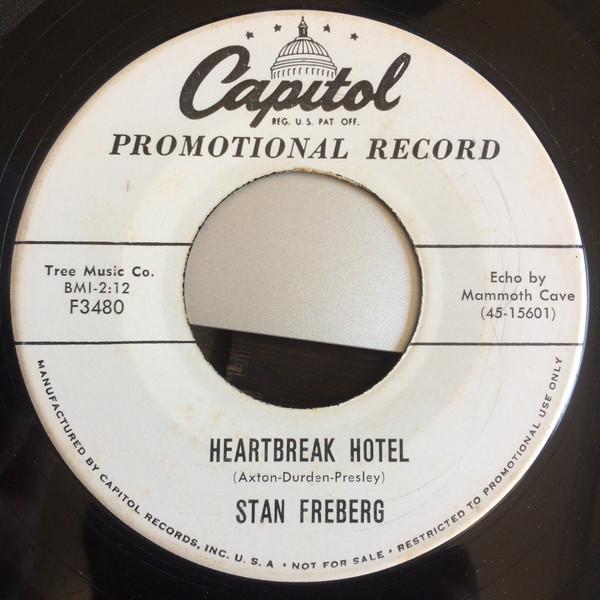 Capitol
REG. U.S. PAT OFF.
PROMOTIONAL RECORD
Tree Music Co.
BMI-2:12
F3480
Echo by
Mammoth Cave
(45-15601)
HEARTBREAK HOTEL
(Axton-Durden-Presley)
STAN FREBERG
MANUFACTURED BY CAPITOL RECORDS, INC. U. S. A • NOT FOR SALE • RESTRICTED TO PROMOTIONAL USE ONLY